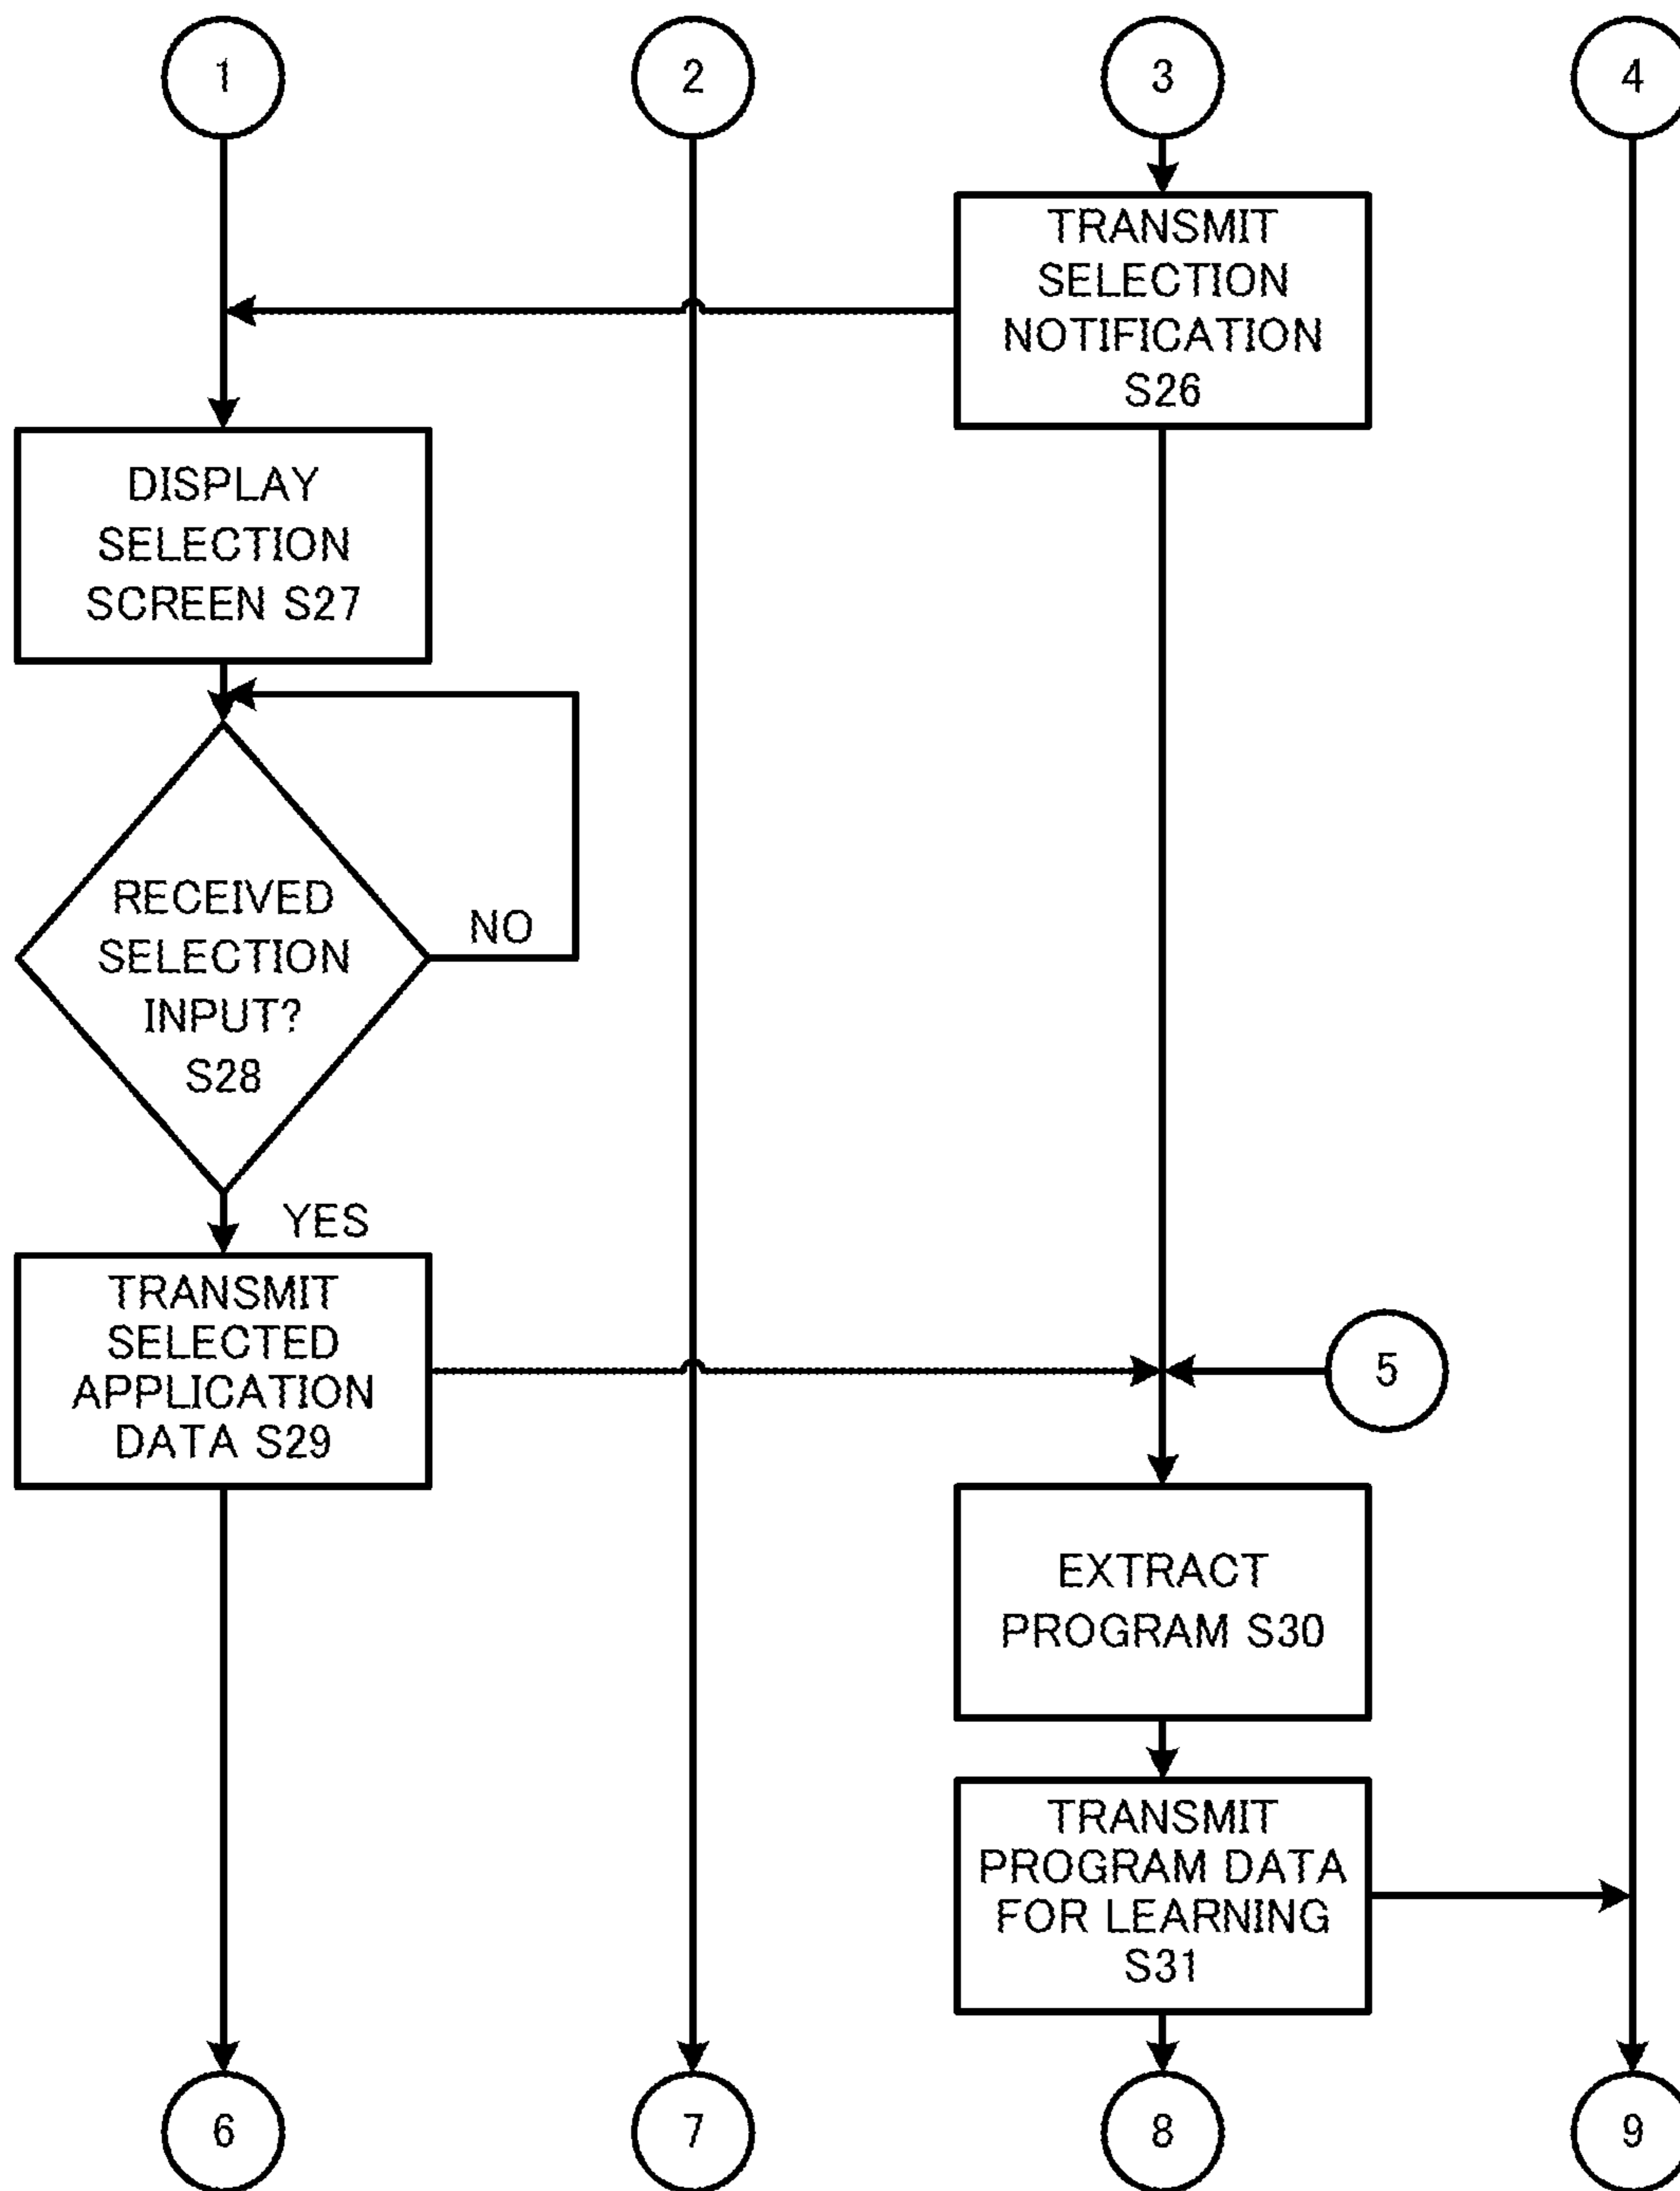 1
2
3
4
TRANSMIT
SELECTION
NOTIFICATION
S26
DISPLAY
SELECTION
SCREEN S27
RECEIVED
SELECTION
INPUT?
S28
NO
YES
TRANSMIT
SELECTED
APPLICATION
DATA S29
5
EXTRACT
PROGRAM S30
TRANSMIT
PROGRAM DATA
FOR LEARNING
S31
6
7
8
9